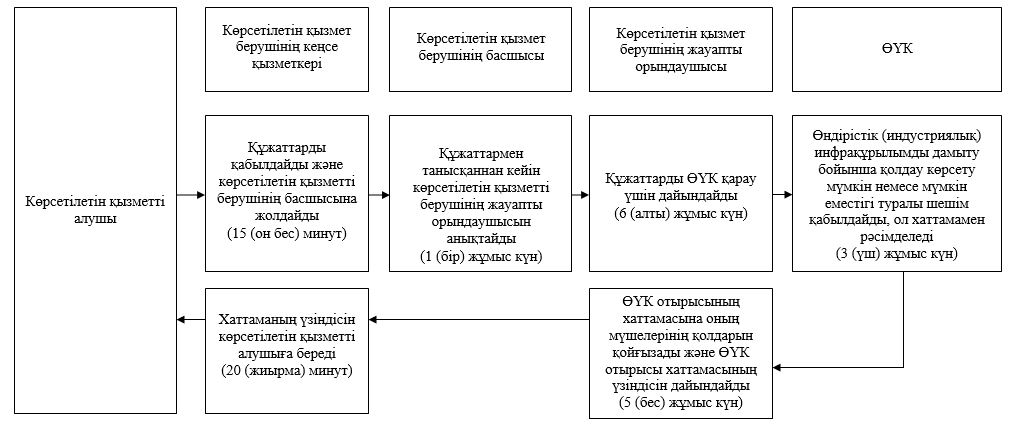 Көрсетілетін қызмет
берушінің кеңсе
қызметкері
Көрсетілетін қызмет
берушінің басшысы
Көрсетілетін қызмет
берушінің жауапты
орындаушысы
ӨҮК
Көрсетілетін қызметті
алушы
Құжаттарды
қабылдайды және
көрсетілетін қызметті
берушінің басшысына
жолдайды
(15 (он бес) минут)
Құжаттармен
танысқаннан кейін
көрсетілетін қызметті
берушінің жауапты
орындаушысын
анықтайды
(1 (бір) жұмыс күн)
Құжаттарды ӨҮК қарау
үшін дайындайды
(6 (алты) жұмыс күн)
Өндірістік (индустриялық)
инфрақұрылымды дамыту
бойынша қолдау көрсету
мүмкін немесе мүмкін
еместігі туралы шешім
қабылдайды, ол хаттамамен
рәсімделеді
(3 (үш) жұмыс күн)
Хаттаманың үзіндісін
көрсетілетін қызметті
алушыға береді
(20 (жиырма) минут)
ӨҮК отырысының
хаттамасына оның
мүшелерінің қолдарын
қойғызады және ӨҮК
отырысы хаттамасының
үзіндісін дайындайды
(5 (бес) жұмыс күн)